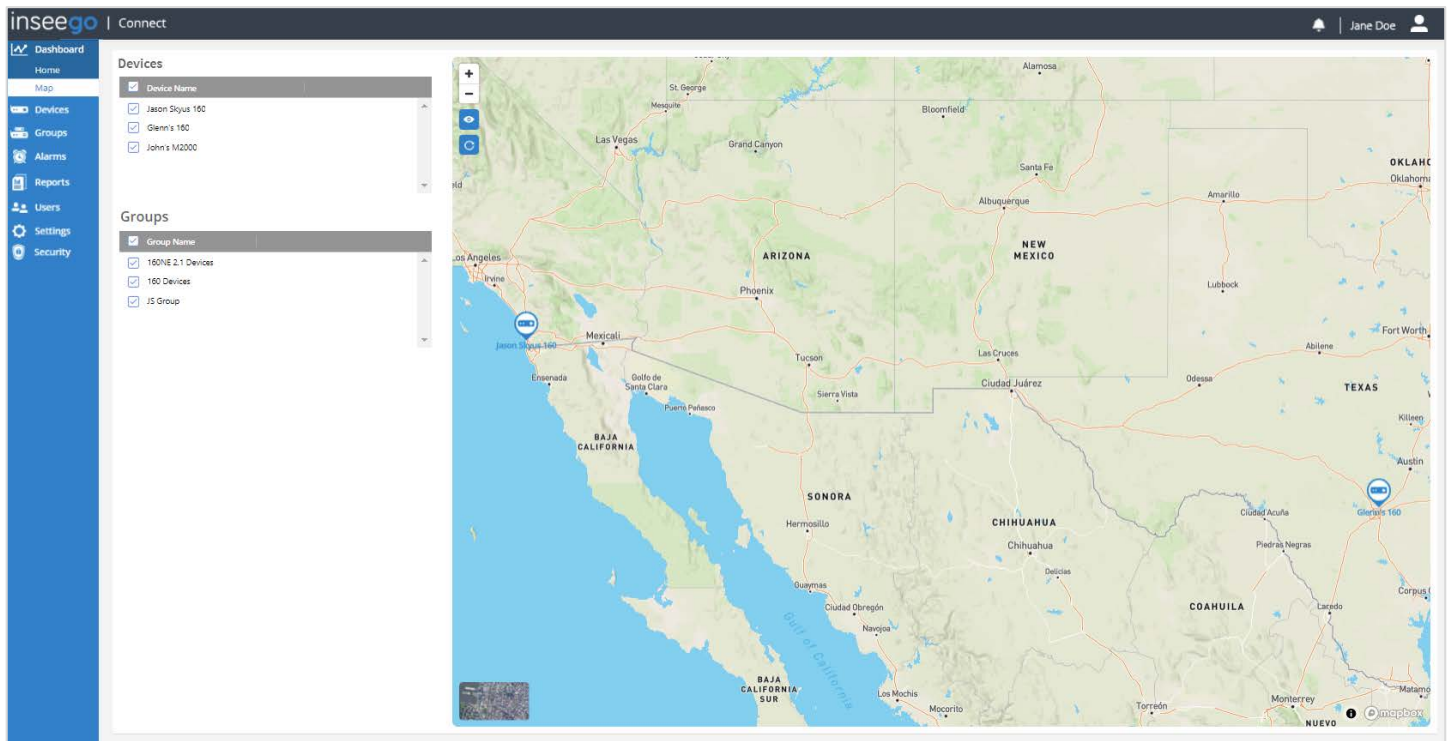 inseego | Connect
Jane Doe
Dashboard
Home
Map
Devices
Groups
Alarms
Reports
Users
Settings
Security
Devices
Device Name
Jason Skyus 160
Glenn's 160
John's M2000
Groups
Group Name
160NE 2.1 Devices
160 Devices
JS Group
+
−
Alamosa
St. George
Mesquite
Bloomfield
Las Vegas
Grand Canyon
Santa Fe
OKLAHO
Oklahoma
Amarillo
Albuquerque
NEW
MEXICO
ARIZONA
Los Angeles
Irvine
Phoenix
Lubbock
Fort Worth
Jason Skyus 160
Mexicali
Abilene
Tucson
Las Cruces
Ensenada
Golfo de
Santa Clara
Ciudad Juárez
Odessa
TEXAS
Sierra Vista
Puerto Peñasco
Killeen
BAJA
CALIFORNIA
Austin
SONORA
Glenn's 160
Ciudad Acuña
Hermosillo
CHIHUAHUA
Chihuahua
Piedras Negras
Delicias
Guaymas
Corpus
Ciudad Obregón
COAHUILA
Laredo
Navojoa
Gulf of California
BAJA
CALIFORNIA
SUR
Los Mochis
Mocorito
Torreón
Monterrey
Matamo
NUEVO
mapbox